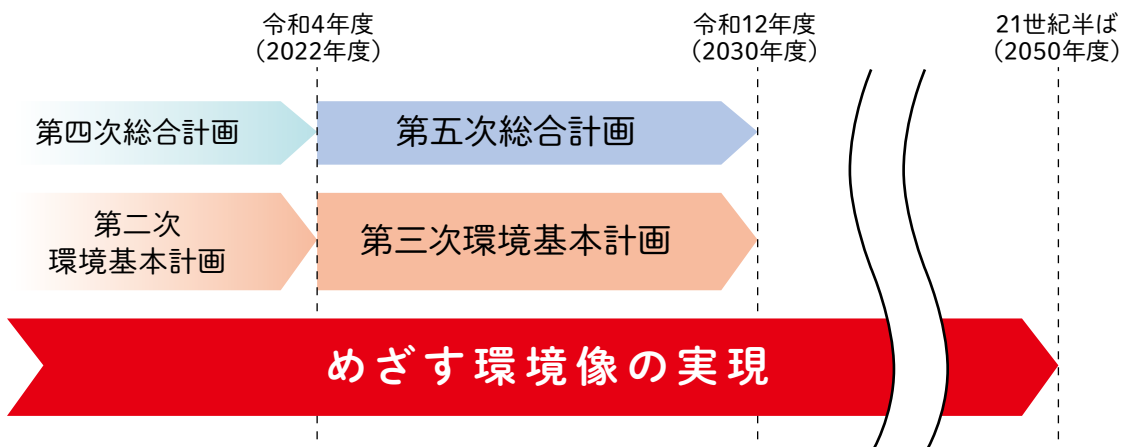 令和4年度
（2022年度）
令和12年度
（2030年度）
21世紀半ば
（2050年度）
第四次総合計画
第五次総合計画
第二次
環境基本計画
第三次環境基本計画
めざす環境像の実現